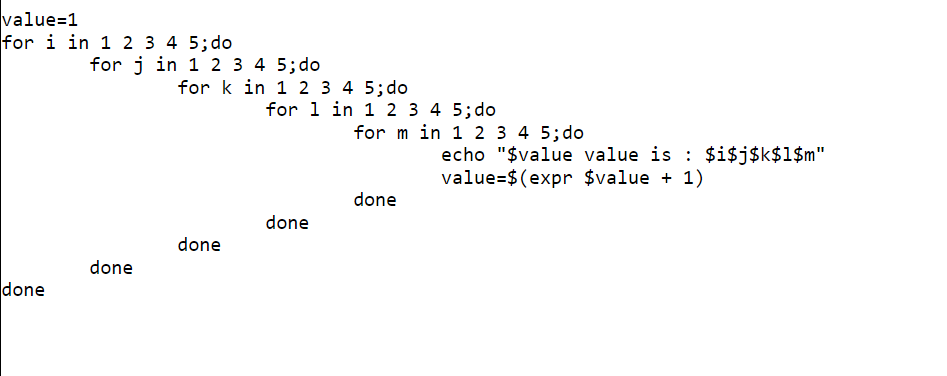 value=1
for i in 1 2 3 4 5;do
for j in 1 2 3 4 5;do
for k in 1 2 3 4 5;do
for l in 1 2 3 4 5;do
for m in 1 2 3 4 5;do
echo "$value value is : $i$j$k$l$m"
value=$(expr $value + 1)
done
done
done
done
done